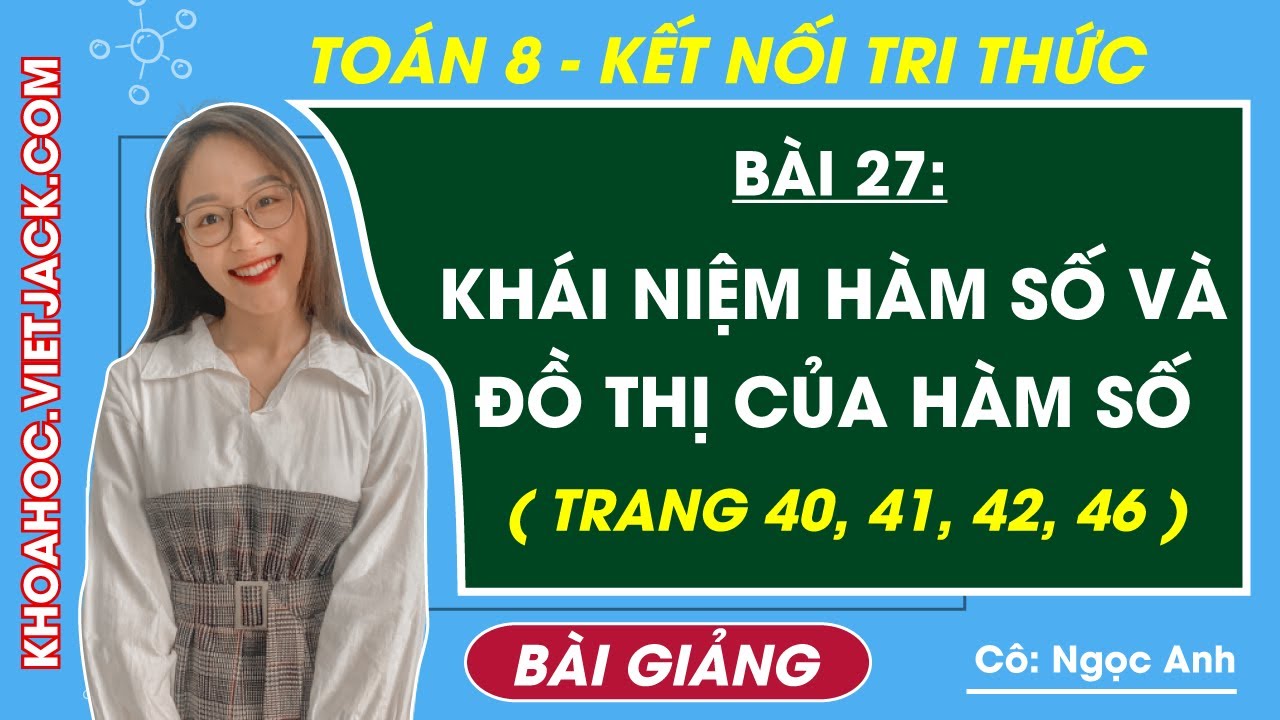 TOÁN 8 - KẾT NỐI TRI THỨC
KHOAHOC.VIETJACK.COM
BÀI 27:
KHÁI NIỆM HÀM SỐ VÀ
ĐỒ THỊ CỦA HÀM SỐ
( TRANG 40, 41, 42, 46 )
BÀI GIẢNG
Cô: Ngọc Anh